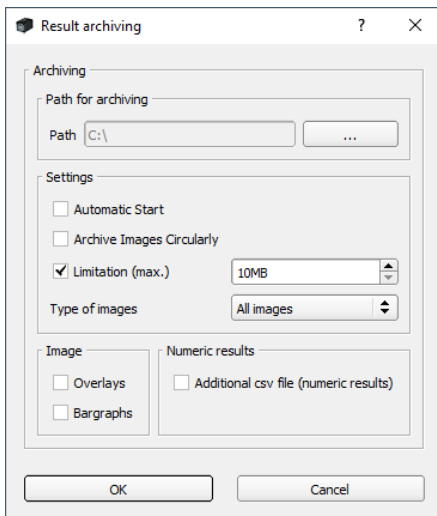 Result archiving
?
Archiving
Path for archiving
Path C:\ ...
Settings
Automatic Start
Archive Images Circularly
Limitation (max.) 10MB
Type of images All images
Image Numeric results
Overlays Additional csv file (numeric results)
Bargraphs
OK Cancel